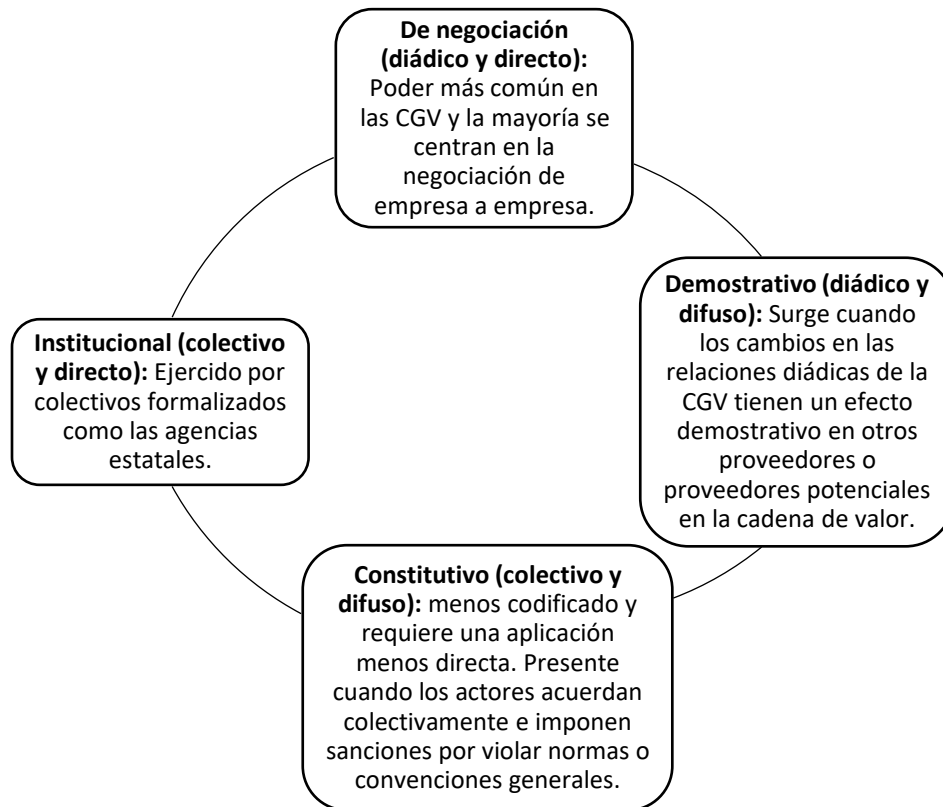 De negociación
(diádico y directo):
Poder más común en
las CGV y la mayoría se
centran en la
negociación de
empresa a empresa.
Demostrativo (diádico y
difuso): Surge cuando
los cambios en las
relaciones diádicas de la
CGV tienen un efecto
demostrativo en otros
proveedores o
proveedores potenciales
en la cadena de valor.
Constitutivo (colectivo y
difuso): menos codificado y
requiere una aplicación
menos directa. Presente
cuando los actores acuerdan
colectivamente e imponen
sanciones por violar normas o
convenciones generales.
Institucional (colectivo
y directo): Ejercido por
colectivos formalizados
como las agencias
estatales.